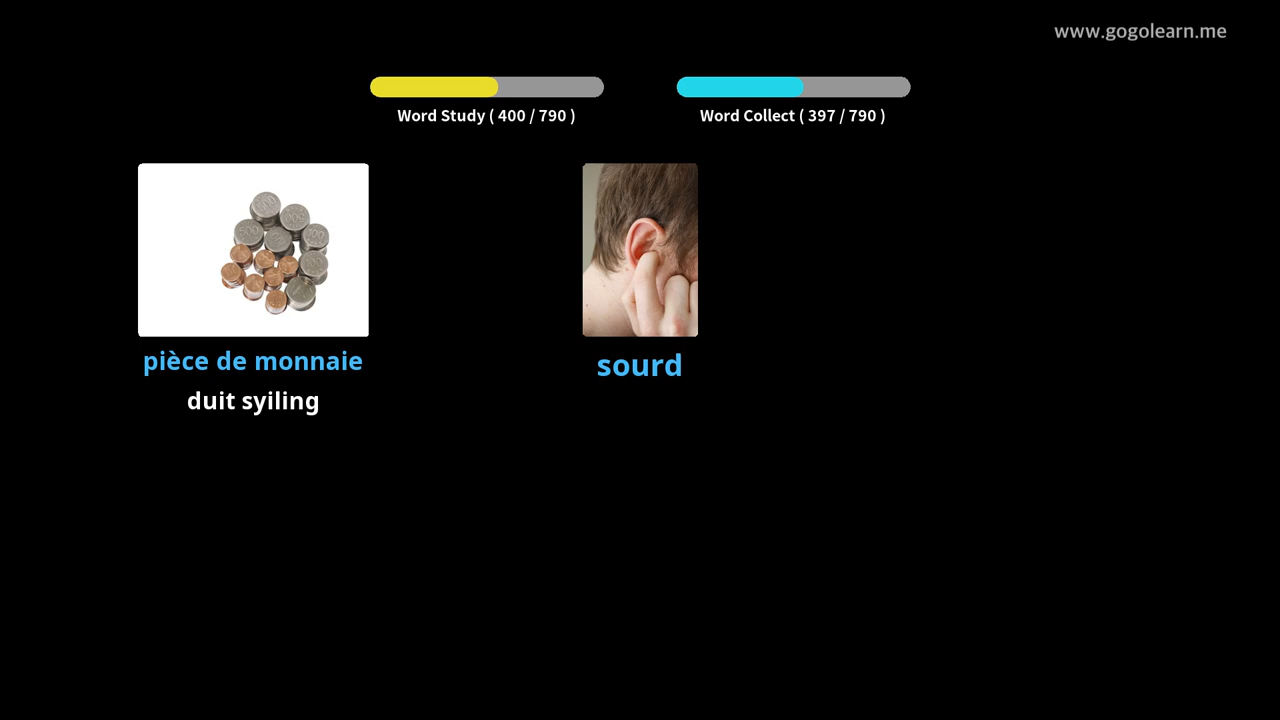 www.gogolearn.me
Word Study ( 400 / 790 )
Word Collect ( 397 / 790 )
pièce de monnaie
duit syiling
sourd